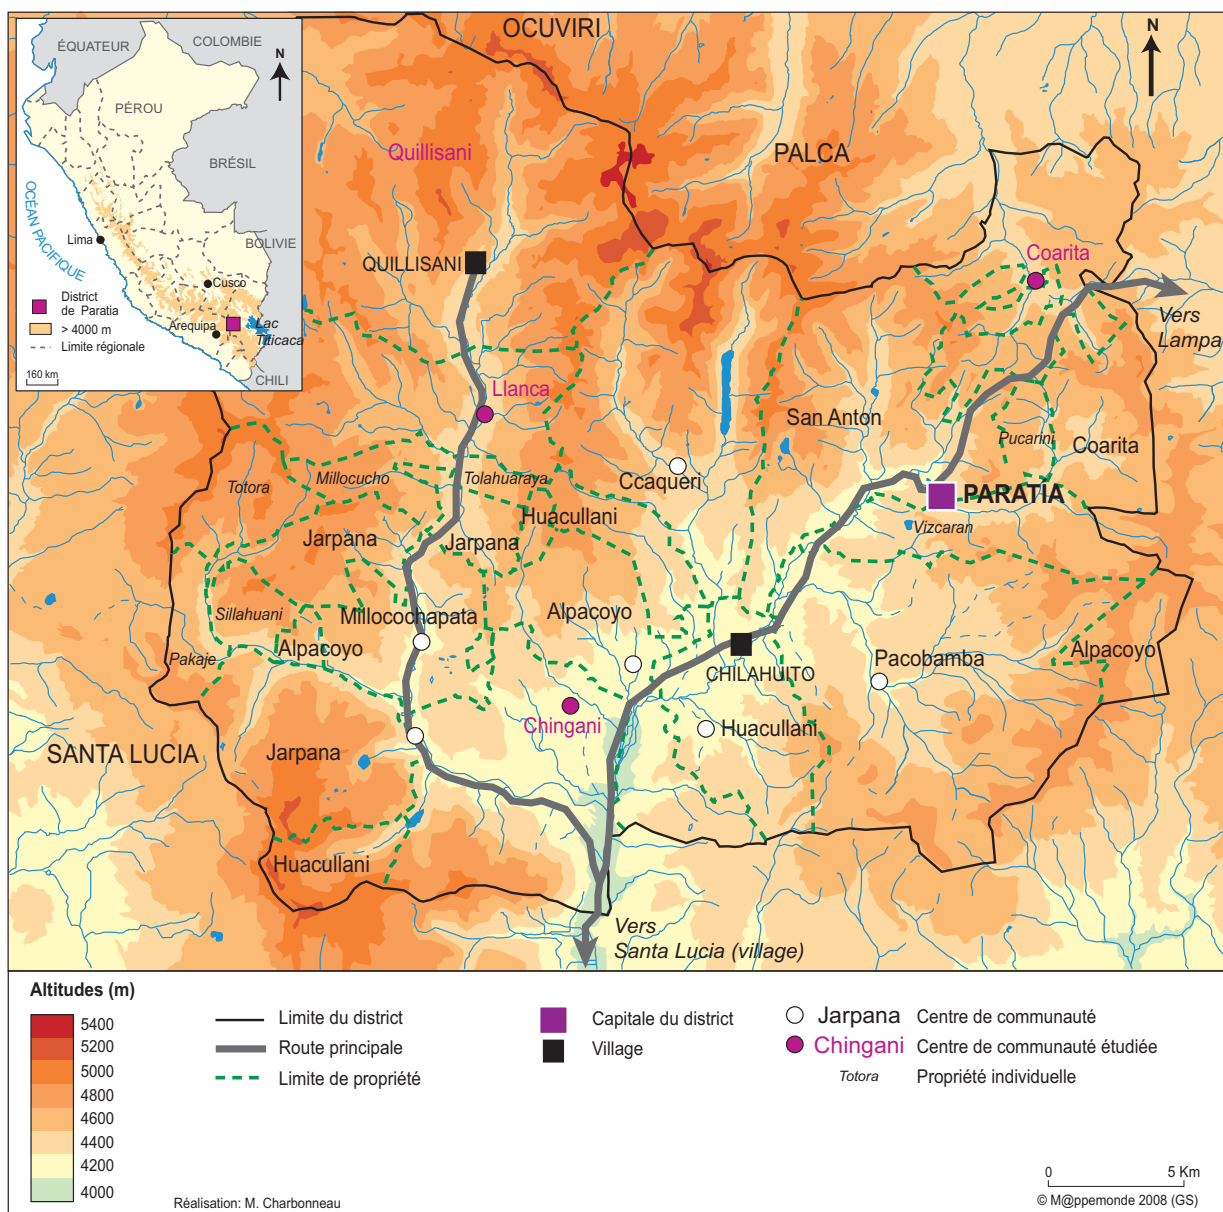 ÉQUATEUR
COLOMBIE
N
PÉROU
BRÉSIL
OCÉAN PACIFIQUE
Lima
BOLIVIE
Cusco
Arequipa
Lac
Titicaca
CHILI
District
de Paratia
> 4000 m
Limite régionale
160 km
OCUVIRI
N
Quillisani
PALCA
QUILLISANI
Coarita
Vers
Lampa
Llanca
San Anton
Pucarini
Coarita
Totora
Millocucho
Tolahuaraya
Ccaqueri
PARATIA
Huacullani
Vizcaran
Jarpana
Jarpana
Sillahuani
Millocochapata
Alpacoyo
Pakaje
Alpacoyo
CHILAHUITO
Pacobamba
Alpacoyo
Chingani
Huacullani
SANTA LUCIA
Jarpana
Huacullani
Vers
Santa Lucia (village)
Altitudes (m)
5400
5200
5000
4800
4600
4400
4200
4000
Limite du district
Route principale
Limite de propriété
Capitale du district
Village
Jarpana Centre de communauté
Chingani Centre de communauté étudiée
Totora Propriété individuelle
Réalisation: M. Charbonneau
0 5 Km
© M@ppemonde 2008 (GS)